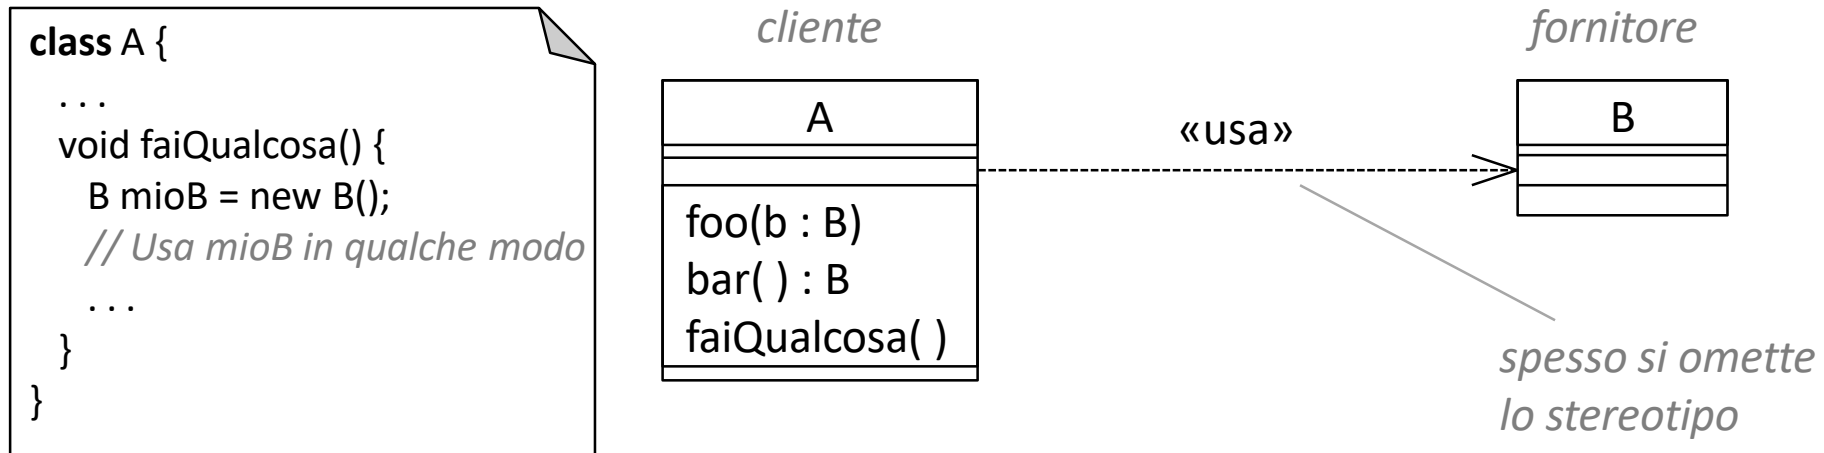 class A {
. . .
void faiQualcosa() {
B mioB = new B();
// Usa mioB in qualche modo
. . .
}
}
cliente
fornitore
A
«usa»
B
foo(b : B)
bar( ) : B
faiQualcosa( )
spesso si omette
lo stereotipo